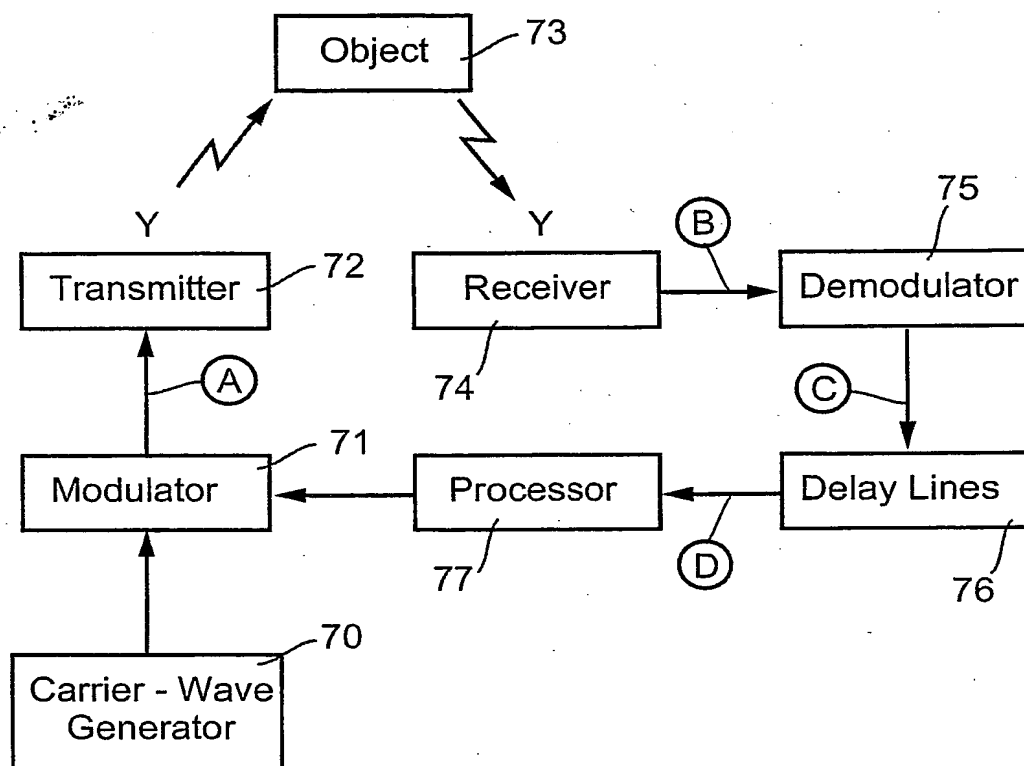 Object
73
Y
Y
B
75
Transmitter
72
Receiver
Demodulator
74
A
C
71
Modulator
Processor
Delay Lines
77
D
76
70
Carrier - Wave
Generator